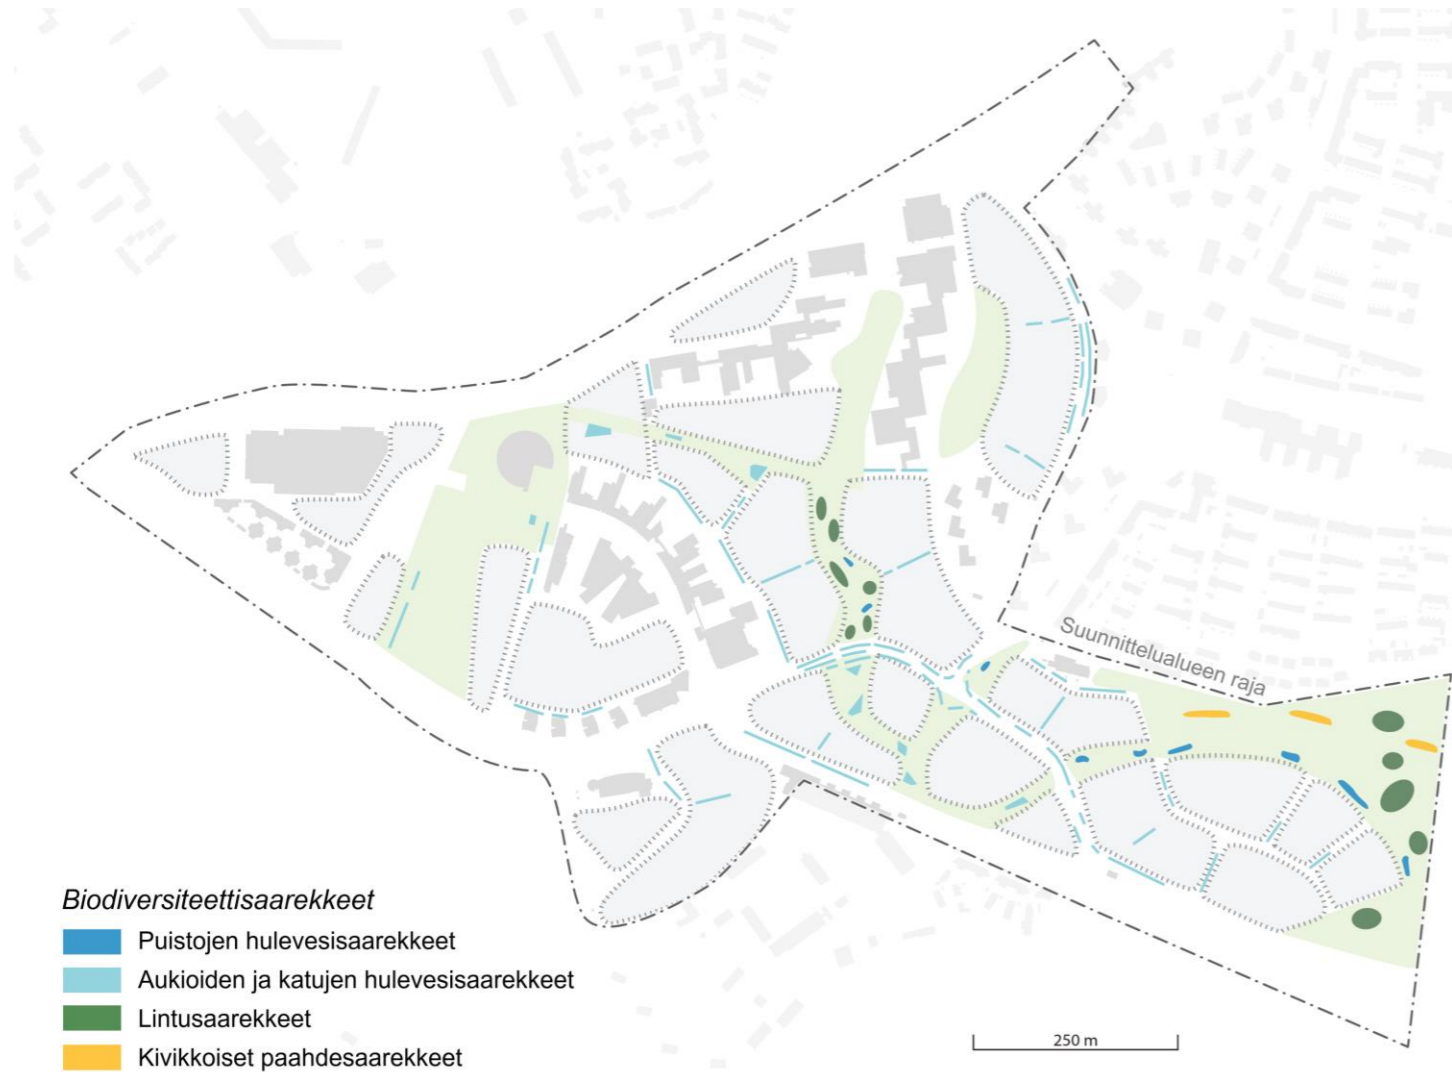 Suunnittelualueen raja
Biodiversiteettisaarekkeet
Puistojen hulevesisaarekkeet
Aukioiden ja katujen hulevesisaarekkeet
Lintusaarekkeet
Kivikkoiset paahdesaarekkeet
250 m